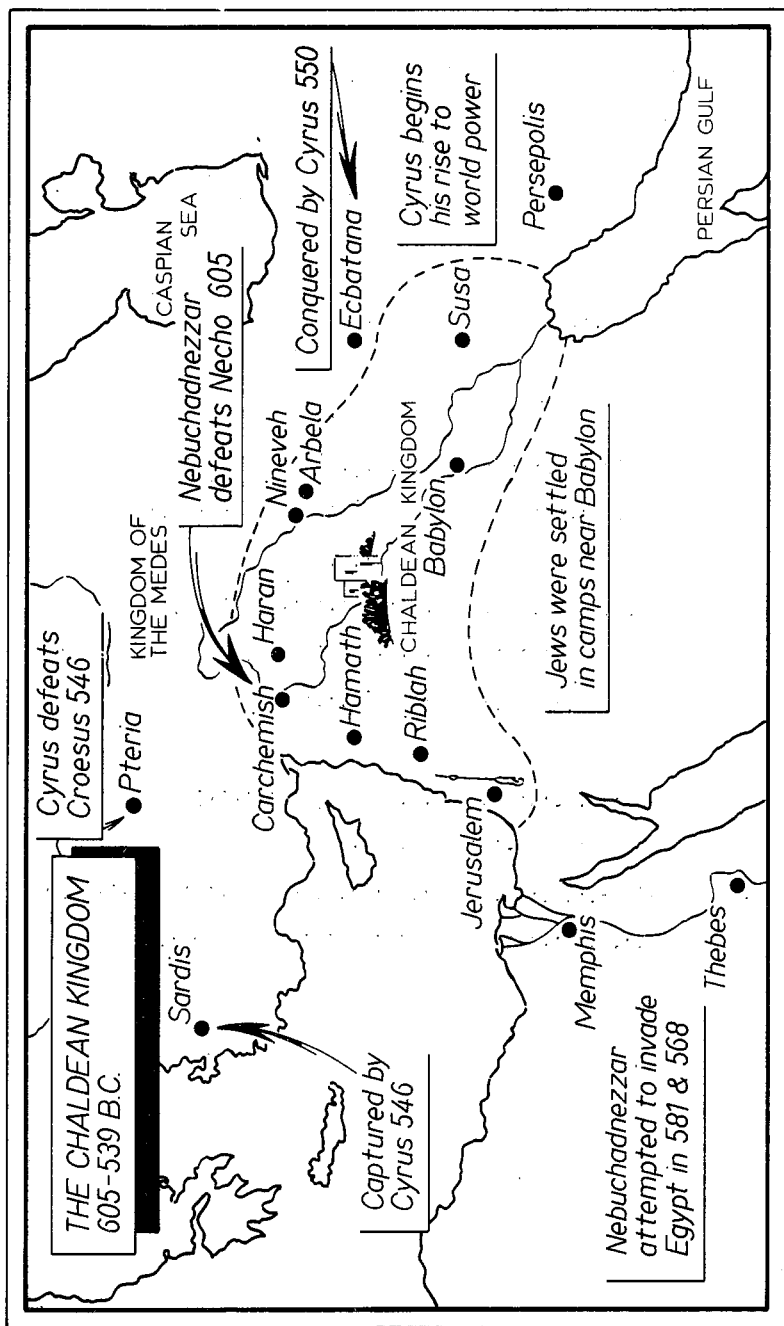 THE CHALDEAN KINGDOM
605-539 B.C.
Cyrus defeats
Croesus 546
Pteria
Sardis
Captured by
Cyrus 546
KINGDOM OF
THE MEDES
CASPIAN
SEA
Nebuchadnezzar
defeats Necho 605
Conquered by Cyrus 550
Ecbatana
Cyrus begins
his rise to
world power
Persepolis
PERSIAN GULF
Susa
Nineveh
Arbela
Haran
Carchemish
Hamath
Riblah
CHALDEAN KINGDOM
Babylon
Jerusalem
Jews were settled
in camps near Babylon
Memphis
Thebes
Nebuchadnezzar
attempted to invade
Egypt in 581 & 568